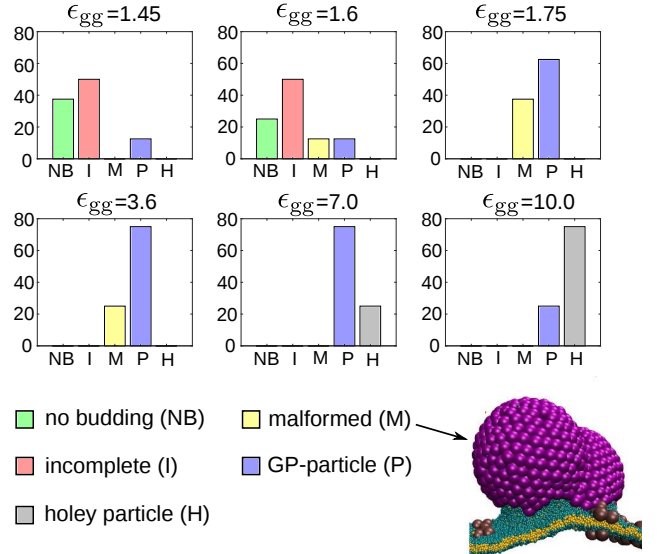 ϵgg=1.45 ϵgg=1.6 ϵgg=1.75
80 80 80
60 60 60
40 40 40
20 20 20
0 0 0
NB I M P H NB I M P H NB I M P H
ϵgg=3.6 ϵgg=7.0 ϵgg=10.0
80 80 80
60 60 60
40 40 40
20 20 20
0 0 0
NB I M P H NB I M P H NB I M P H
no budding (NB) malformed (M)
incomplete (I) GP-particle (P)
holey particle (H)